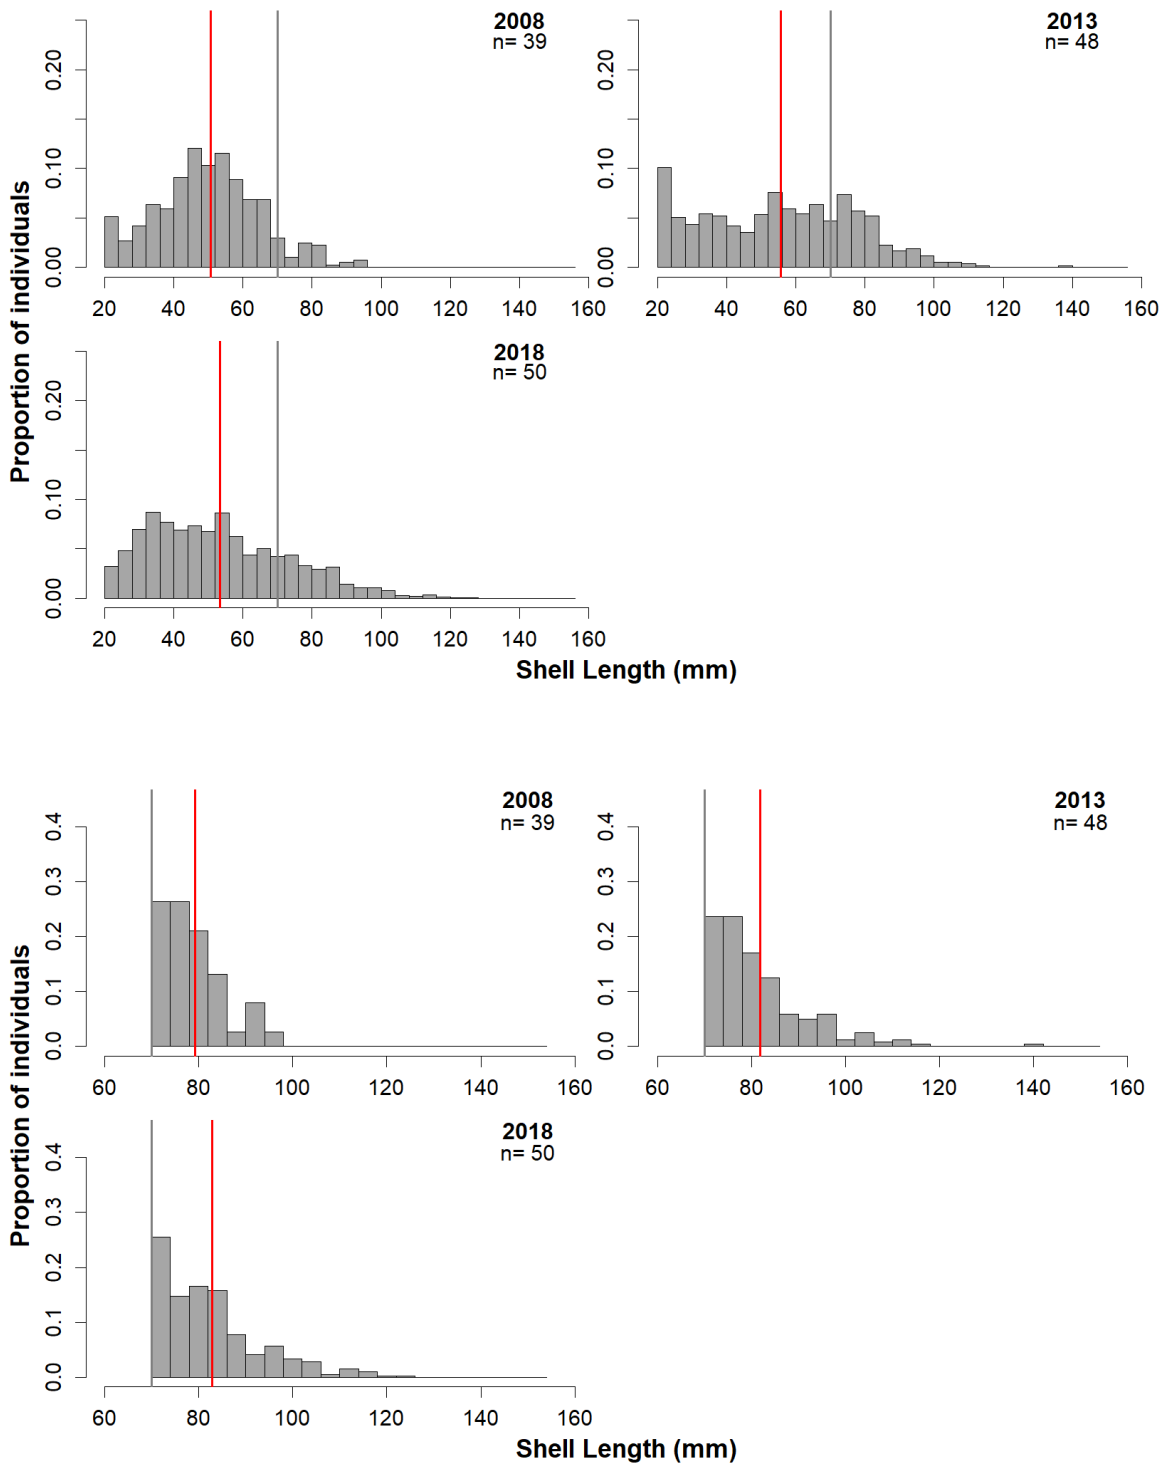 2008
n= 39
2013
n= 48
0.00 0.10 0.20
20 40 60 80 100 120 140 160
0.00 0.10 0.20
20 40 60 80 100 120 140 160
Proportion of individuals
2018
n= 50
0.00 0.10 0.20
20 40 60 80 100 120 140 160
Shell Length (mm)
2008
n= 39
2013
n= 48
0.0 0.1 0.2 0.3 0.4
60 80 100 120 140 160
0.0 0.1 0.2 0.3 0.4
60 80 100 120 140 160
Proportion of individuals
2018
n= 50
0.0 0.1 0.2 0.3 0.4
60 80 100 120 140 160
Shell Length (mm)